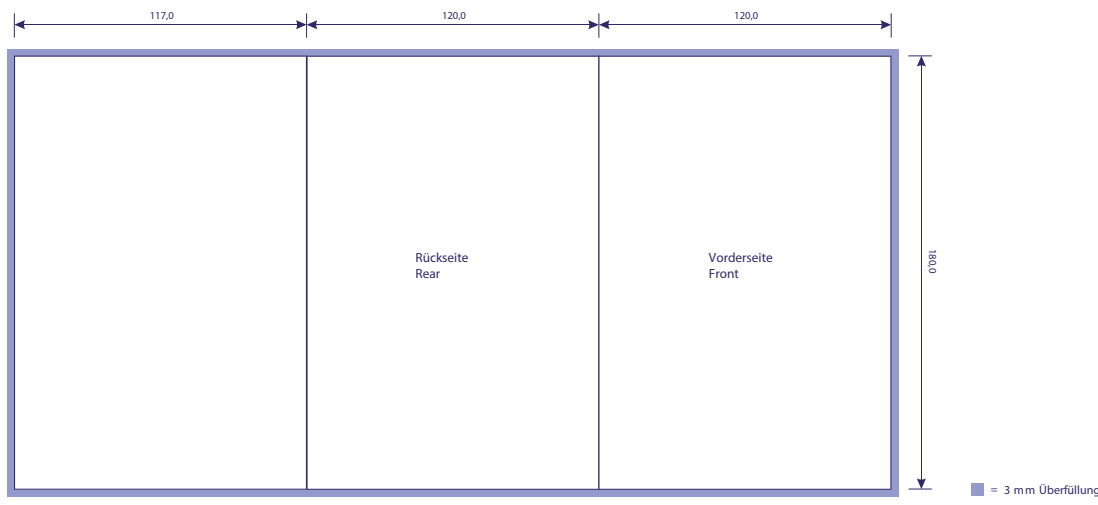 117,0
120,0
120,0
Rückseite
Rear
Vorderseite
Front
180,0
= 3 mm Überfüllung